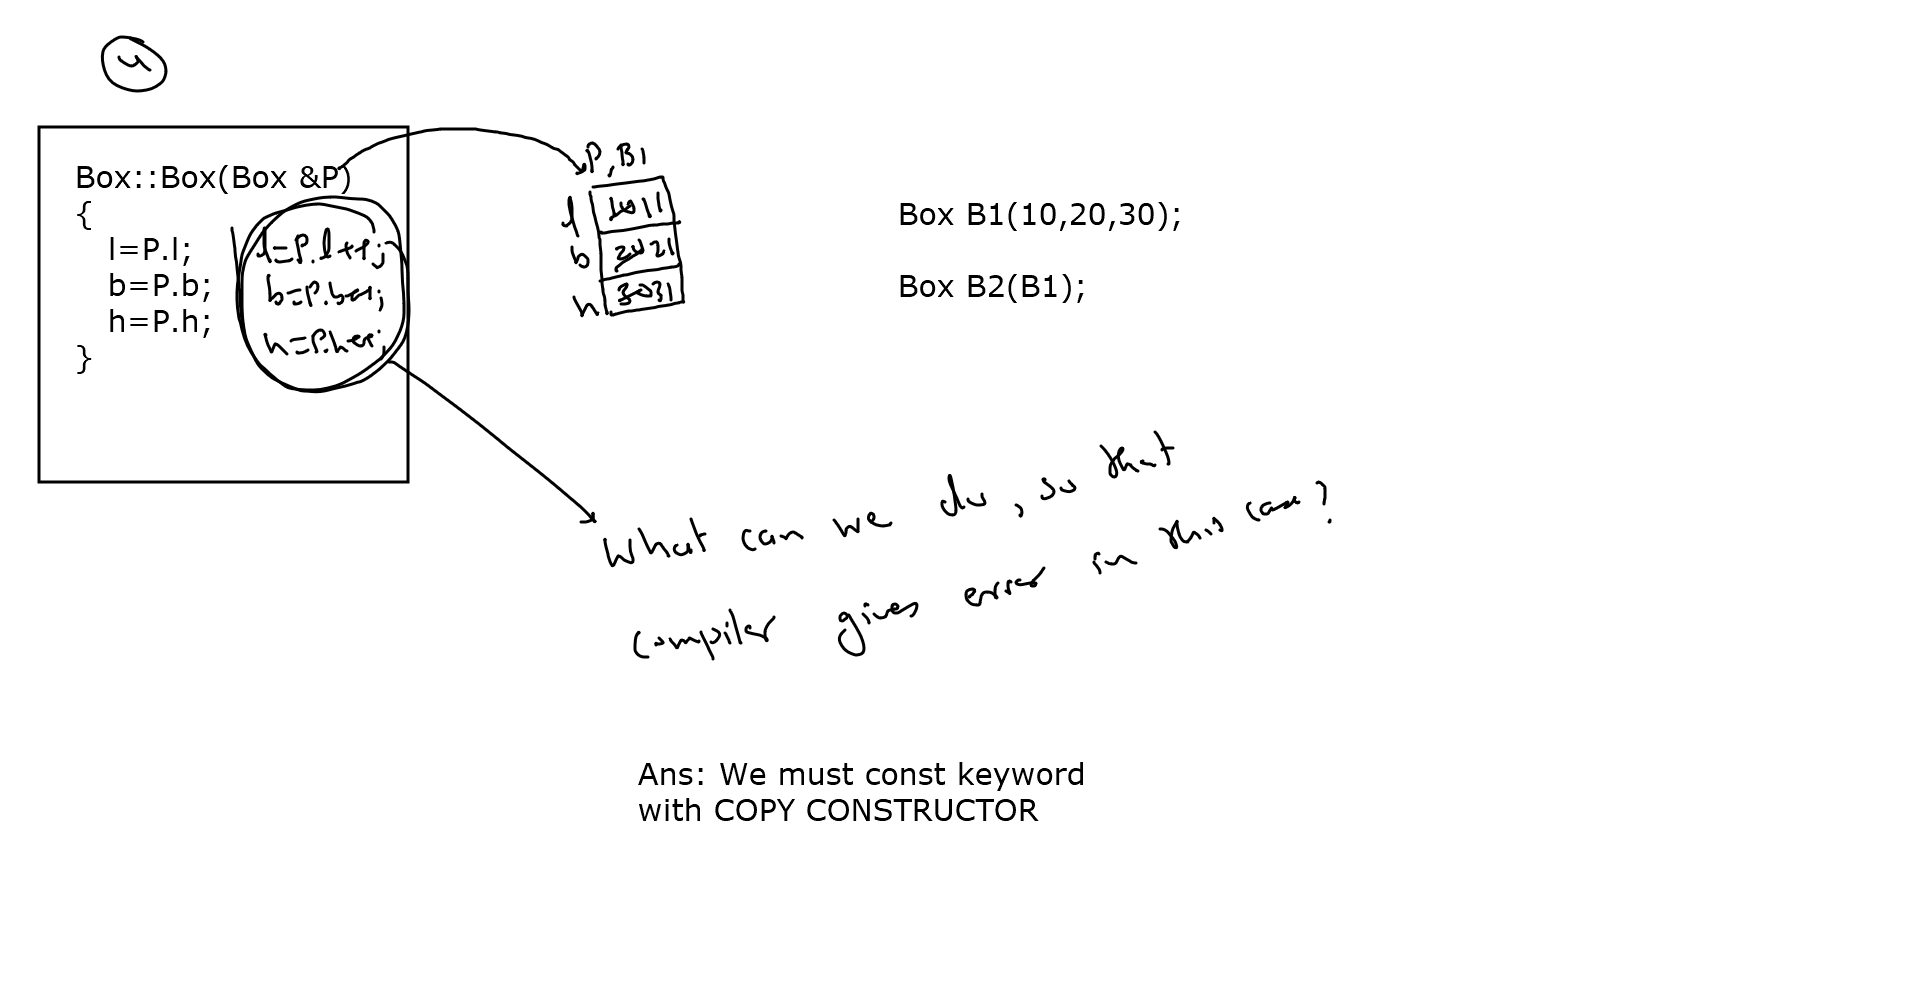 4
Box::Box(Box &P)
{
l=P.l;
b=P.b;
h=P.h;
}
l=P.l++;
b=P.b++;
h=P.h++;
P,B1
l 10 11
b 20 21
h 30 31
Box B1(10,20,30);
Box B2(B1);
What can we do, so that
compiler gives error in this case?
Ans: We must const keyword
with COPY CONSTRUCTOR